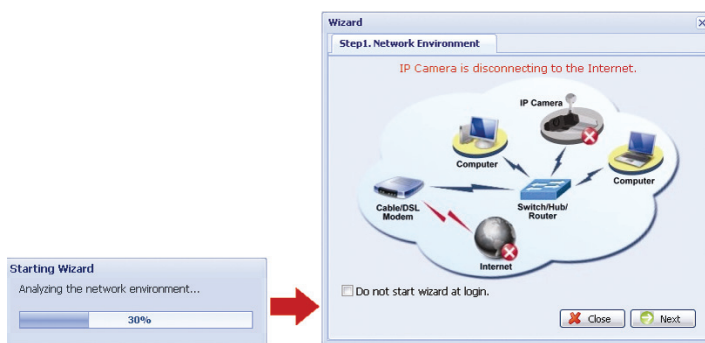 Starting Wizard
Analyzing the network environment...
30%
Wizard
Step1. Network Environment
IP Camera is disconnecting to the Internet.
IP Camera
Computer
Computer
Cable/DSL
Modem
Switch/Hub/
Router
Internet
Do not start wizard at login.
Close
Next